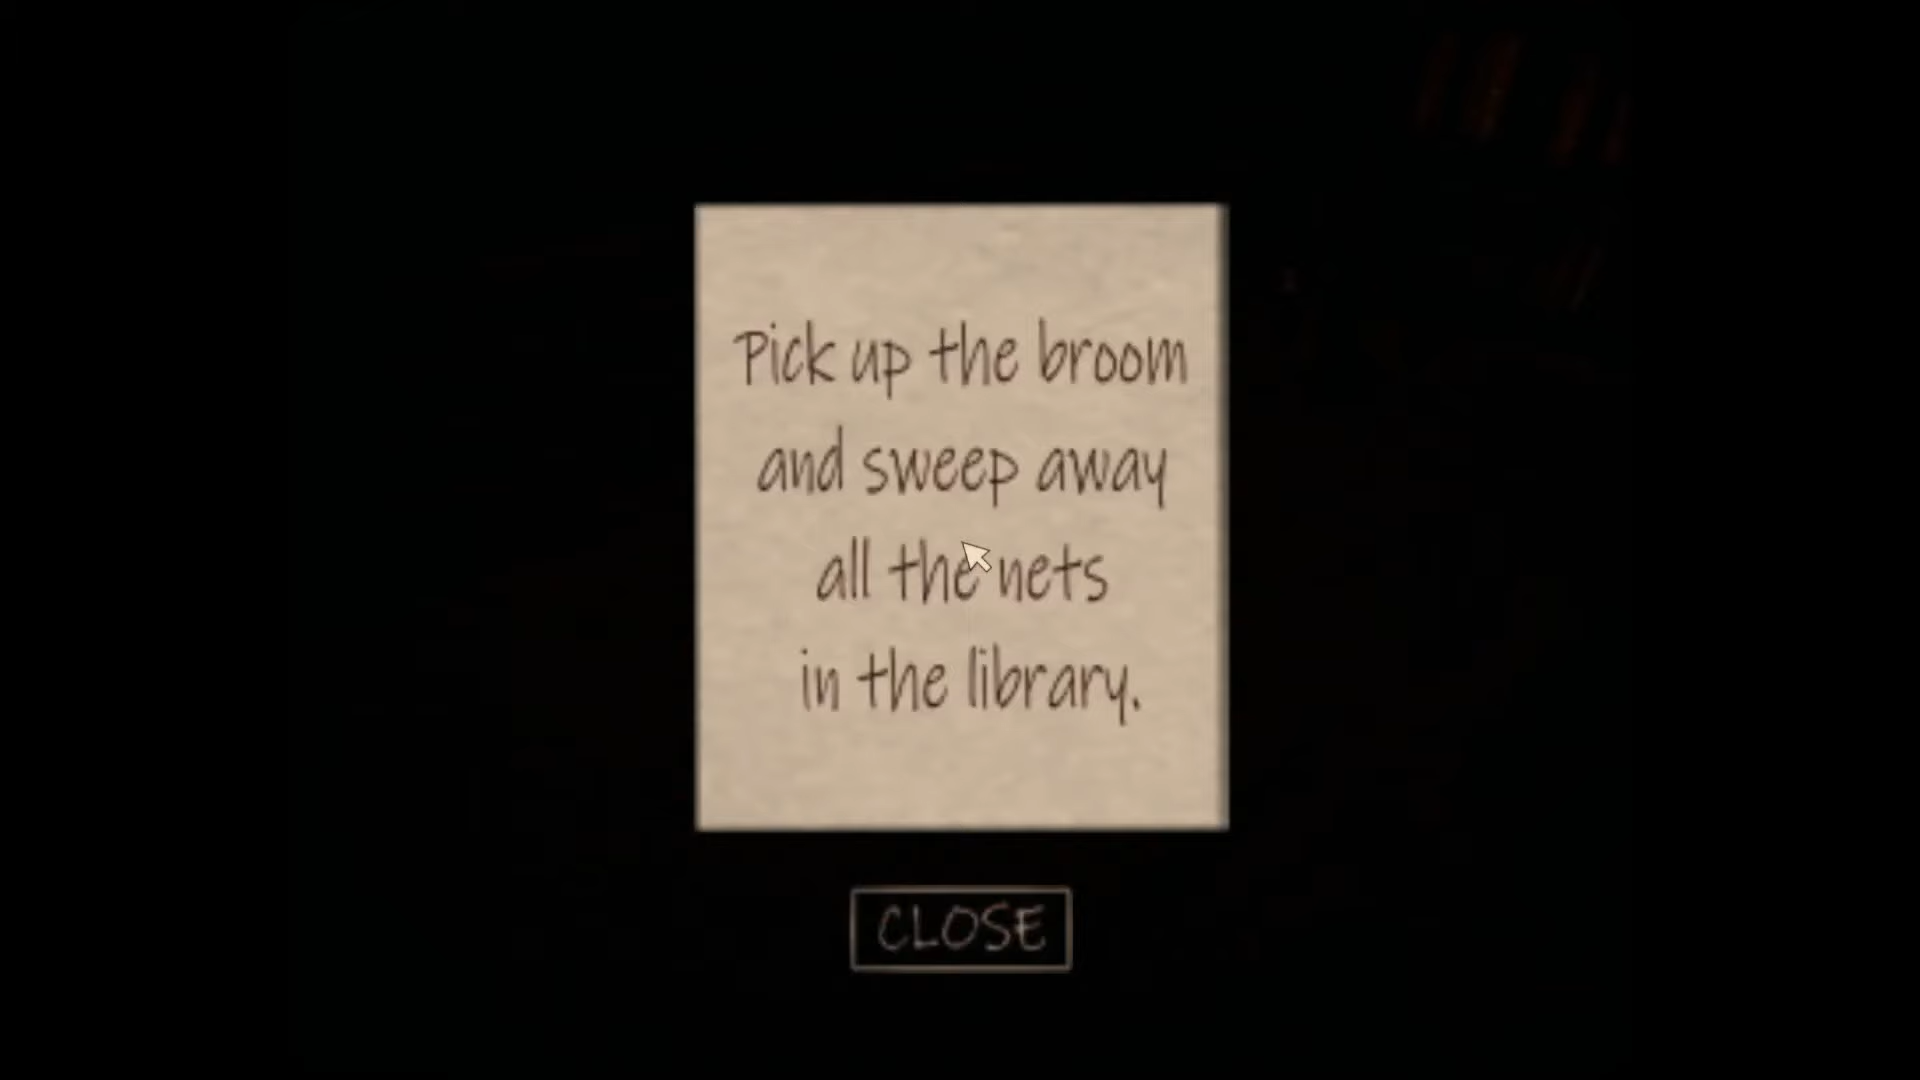 Pick up the broom
and sweep away
all the nets
in the library.
CLOSE